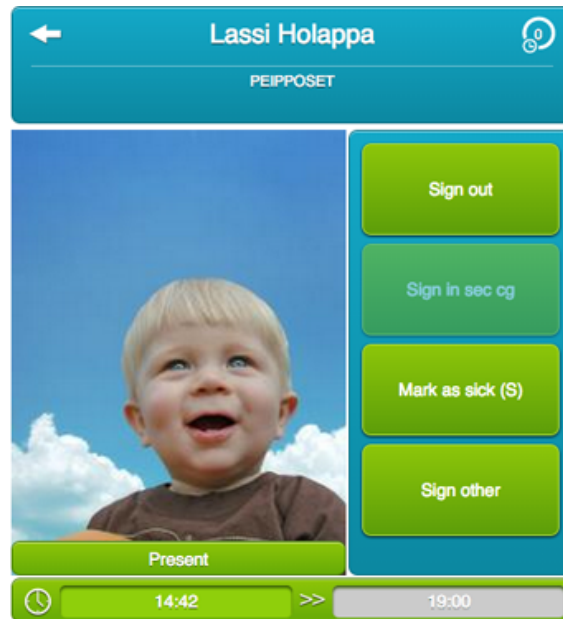 Lassi Holappa
0
PEIPPOSET
Sign out
Sign in sec cg
Mark as sick (S)
Sign other
Present
14:42 >> 19:00